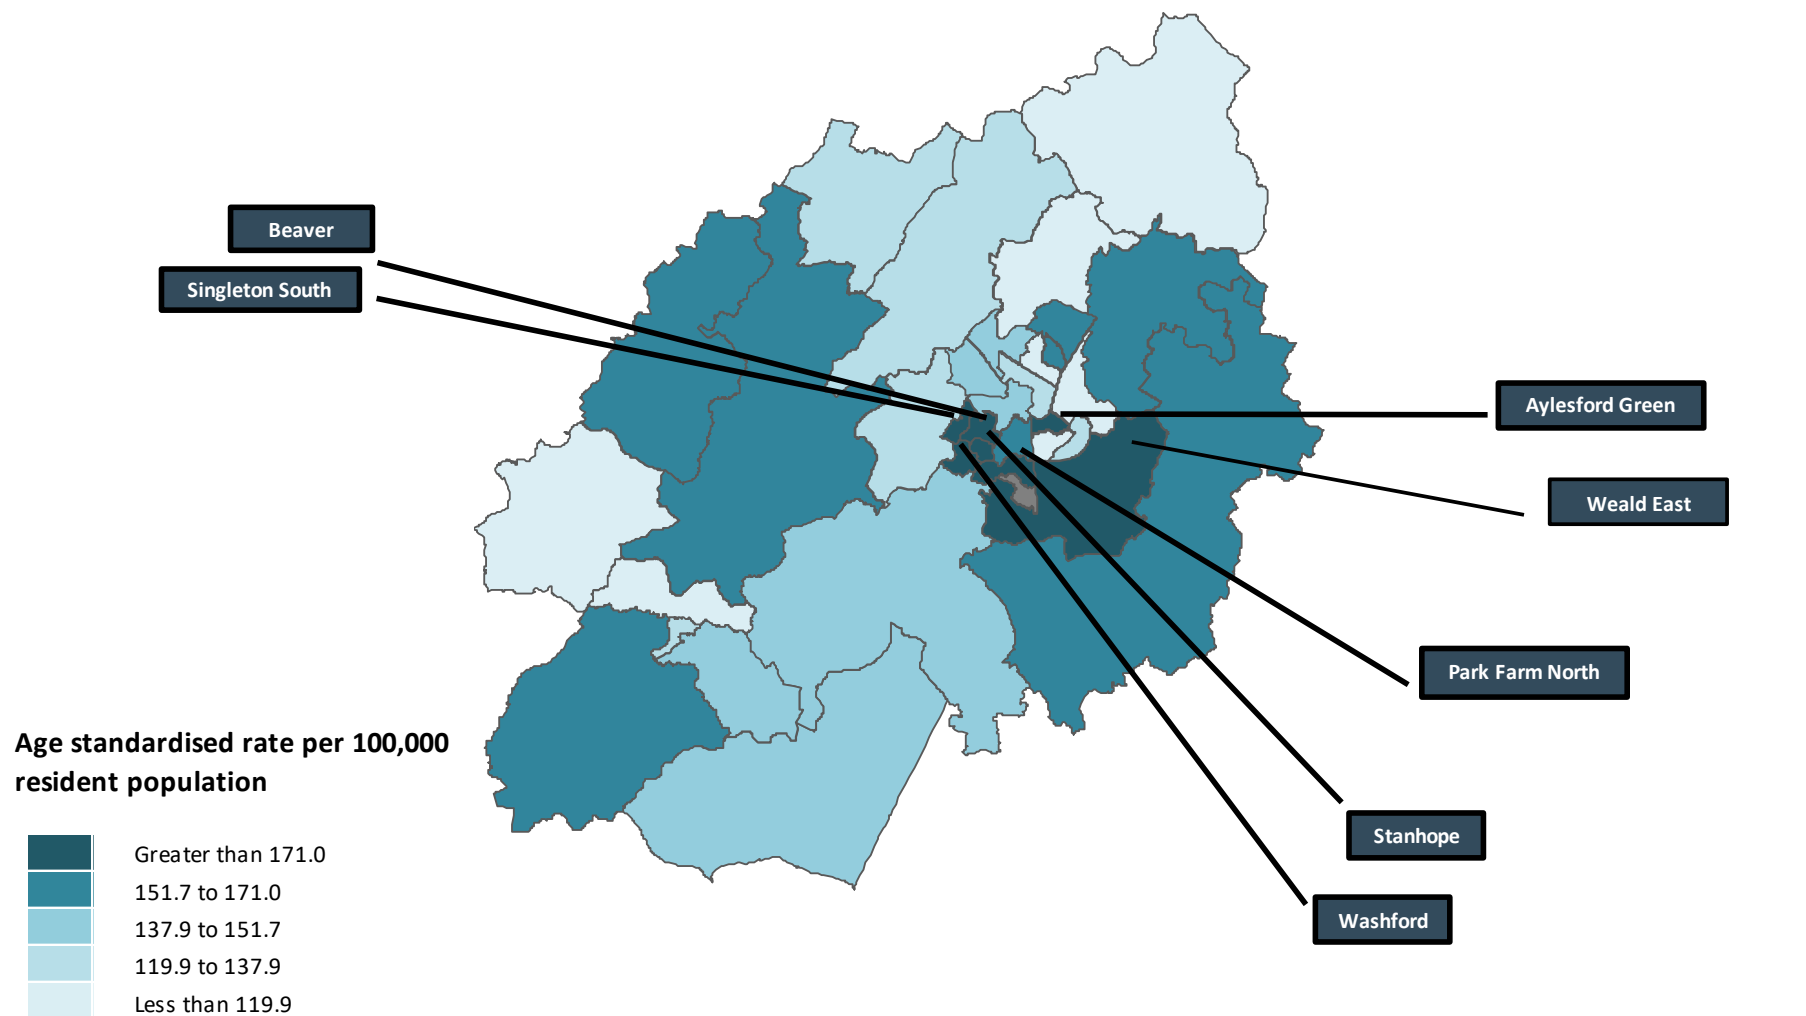 Beaver
Singleton South
Aylesford Green
Weald East
Park Farm North
Age standardised rate per 100,000
resident population
Stanhope
Greater than 171.0
151.7 to 171.0
Washford
137.9 to 151.7
119.9 to 137.9
Less than 119.9